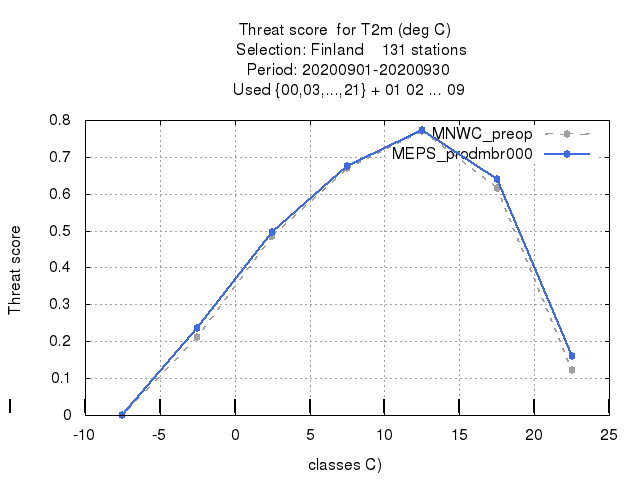 Threat score  for T2m (deg C)
Selection: Finland    131 stations
Period: 20200901-20200930
Used {00,03,...,21} + 01 02 ... 09
MNWC_preop
MEPS_prodmbr000
Threat score
0.8
0.7
0.6
0.5
0.4
0.3
0.2
0.1
0
-10 -5 0 5 10 15 20 25
classes C)